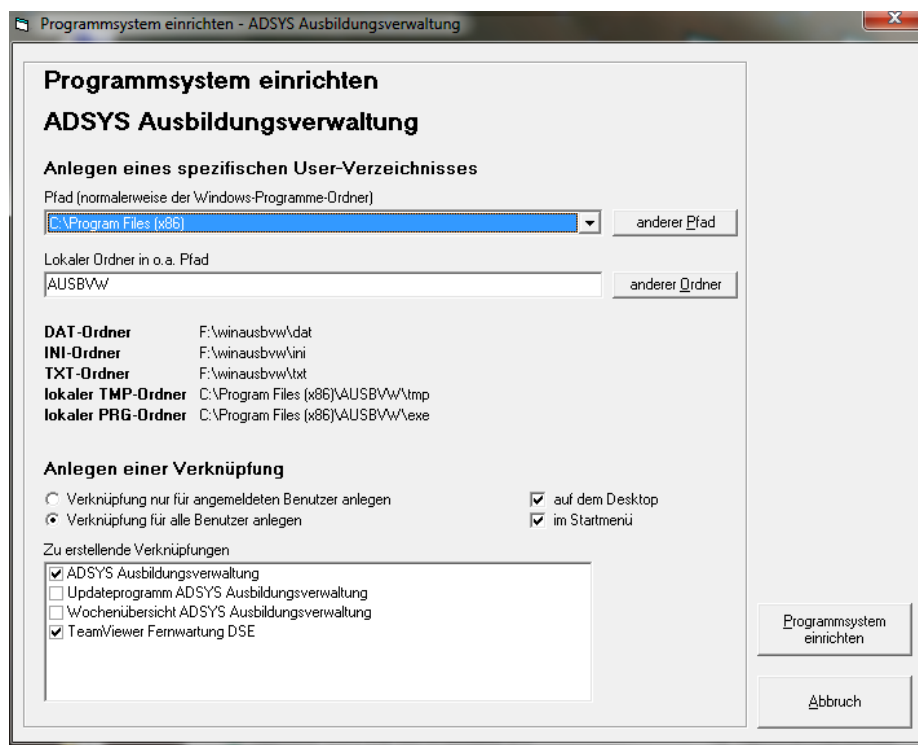 Programmsystem einrichten - ADSYS Ausbildungsverwaltung
Programmsystem einrichten
ADSYS Ausbildungsverwaltung
Anlegen eines spezifischen User-Verzeichnisses
Pfad (normalerweise der Windows-Programme-Ordner)
C:\Program Files (x86) anderer Pfad
Lokaler Ordner in o.a. Pfad
AUSBVW anderer Ordner
DAT-Ordner F:\winausbvw\dat
INI-Ordner F:\winausbvw\ini
TXT-Ordner F:\winausbvw\txt
lokaler TMP-Ordner C:\Program Files (x86)\AUSBVW\tmp
lokaler PRG-Ordner C:\Program Files (x86)\AUSBVW\exe
Anlegen einer Verknüpfung
Verknüpfung nur für angemeldeten Benutzer anlegen auf dem Desktop
Verknüpfung für alle Benutzer anlegen im Startmenü
Zu erstellende Verknüpfungen
ADSYS Ausbildungsverwaltung
Updateprogramm ADSYS Ausbildungsverwaltung
Wochenübersicht ADSYS Ausbildungsverwaltung
TeamViewer Fernwartung DSE
Programmsystem
einrichten
Abbruch